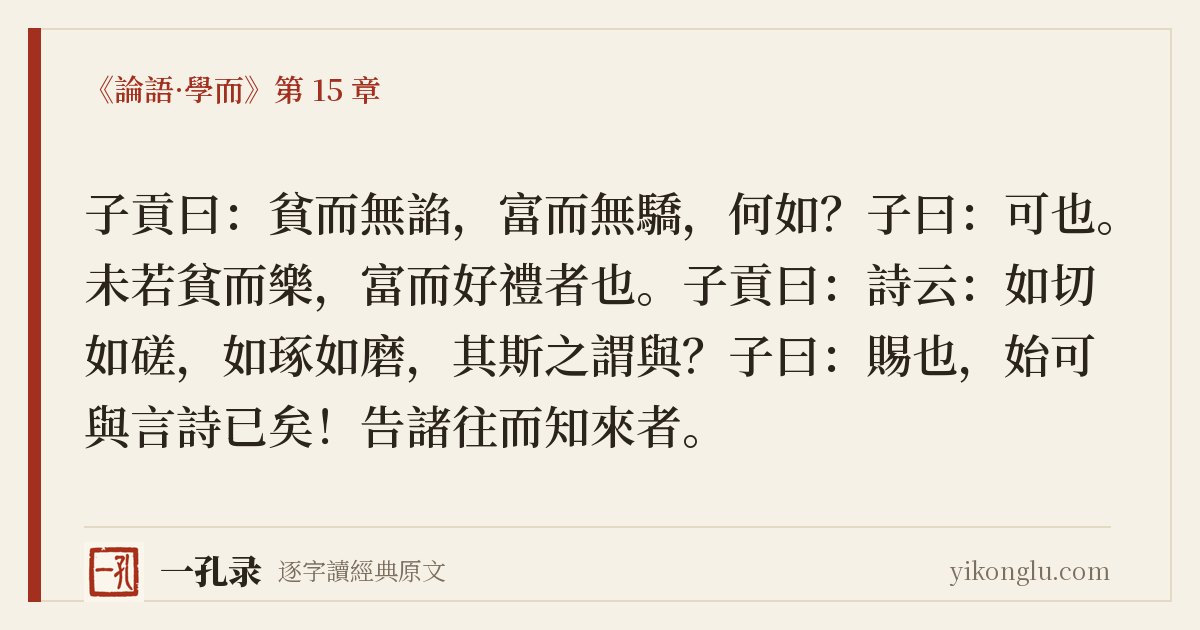 《論語·學而》第 15 章
子貢曰：貧而無諂，富而無驕，何如？子曰：可也。
未若貧而樂，富而好禮者也。子貢曰：詩云：如切
如磋，如琢如磨，其斯之謂與？子曰：賜也，始可
與言詩已矣！告諸往而知來者。
一孔
一孔录 逐字讀經典原文
yikonglu.com